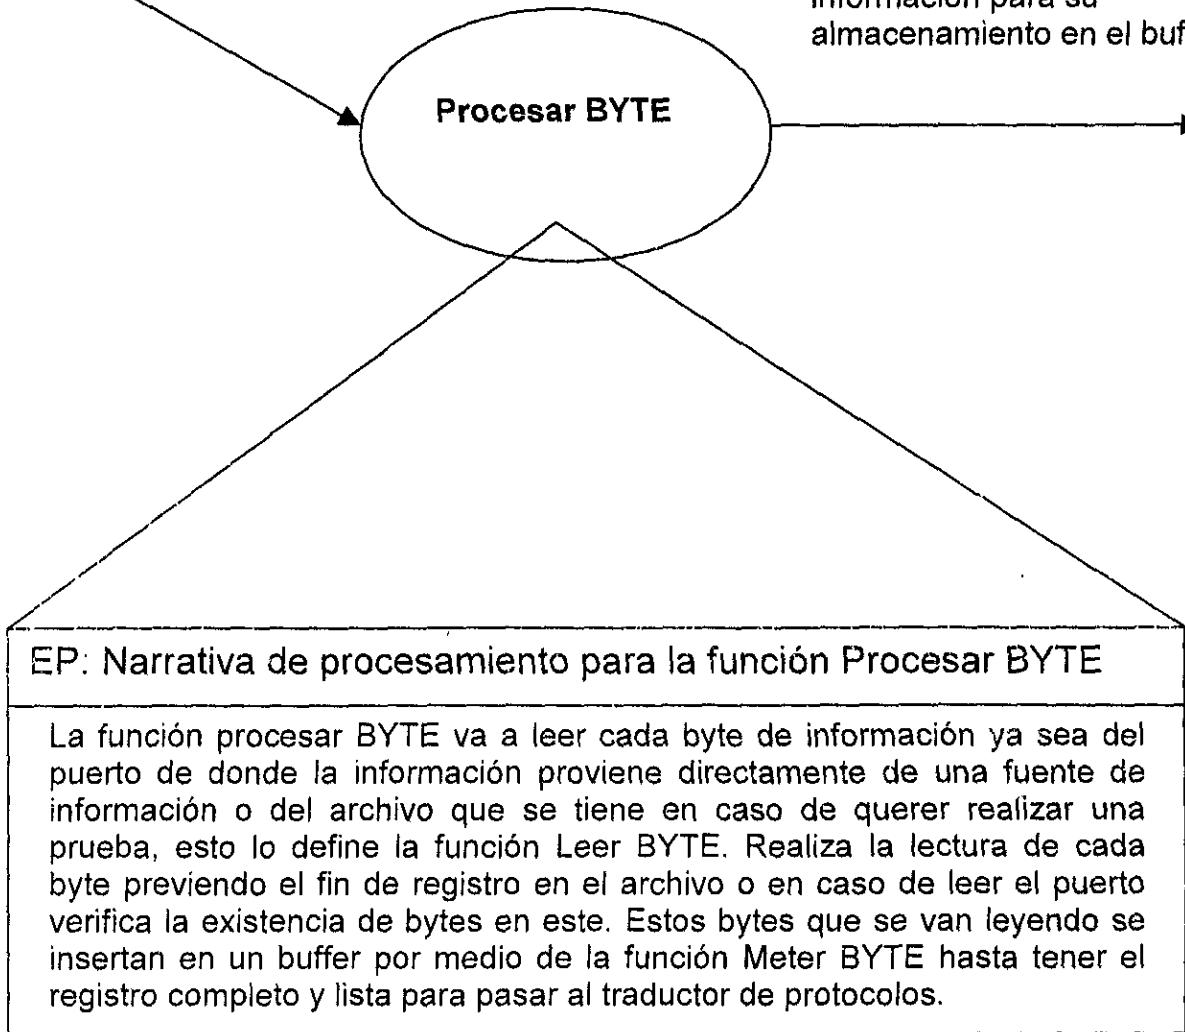 información para su
almacenamiento en el buf
Procesar BYTE
EP: Narrativa de procesamiento para la función Procesar BYTE
La función procesar BYTE va a leer cada byte de información ya sea del
puerto de donde la información proviene directamente de una fuente de
información o del archivo que se tiene en caso de querer realizar una
prueba, esto lo define la función Leer BYTE. Realiza la lectura de cada
byte previendo el fin de registro en el archivo o en caso de leer el puerto
verifica la existencia de bytes en este. Estos bytes que se van leyendo se
insertan en un buffer por medio de la función Meter BYTE hasta tener el
registro completo y lista para pasar al traductor de protocolos.